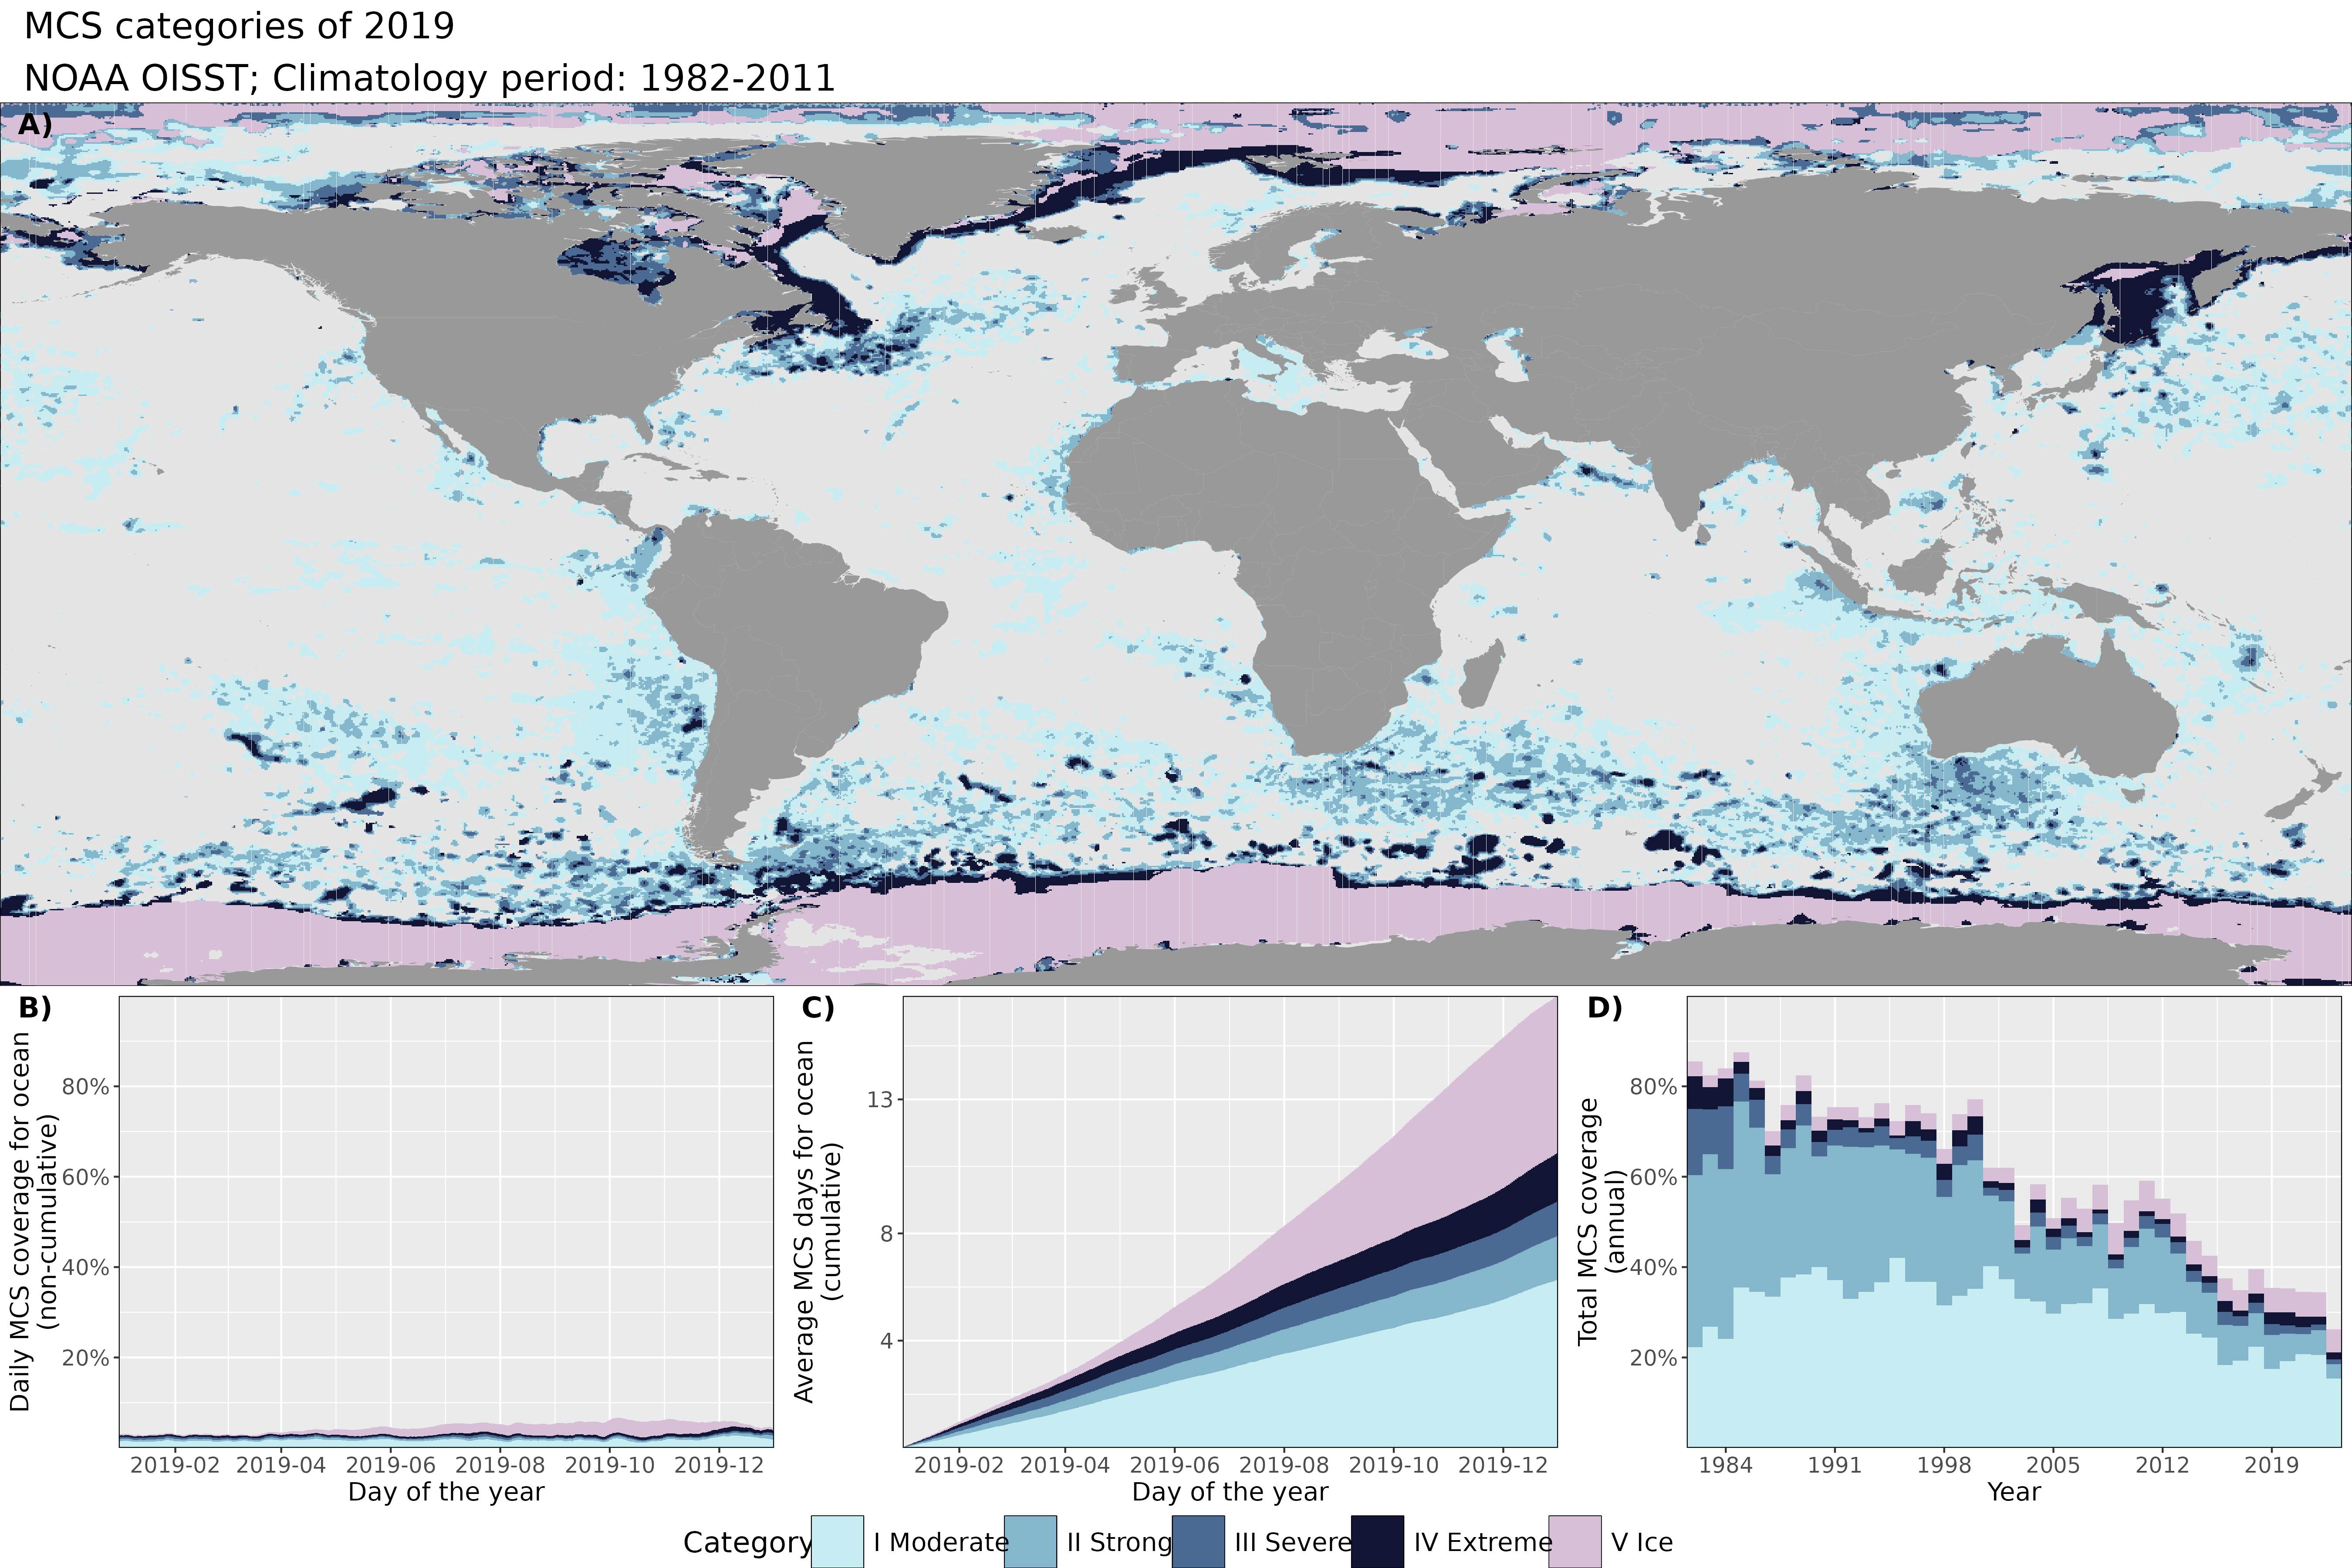 MCS categories of 2019
NOAA OISST; Climatology period: 1982-2011
A)
B)
Daily MCS coverage for ocean
(non-cumulative)
80%
60%
40%
20%
2019-02 2019-04 2019-06 2019-08 2019-10 2019-12
Day of the year
C)
Average MCS days for ocean
(cumulative)
13
8
4
2019-02 2019-04 2019-06 2019-08 2019-10 2019-12
Day of the year
D)
Total MCS coverage
(annual)
80%
60%
40%
20%
1984 1991 1998 2005 2012 2019
Year
Category I Moderate II Strong III Severe IV Extreme V Ice